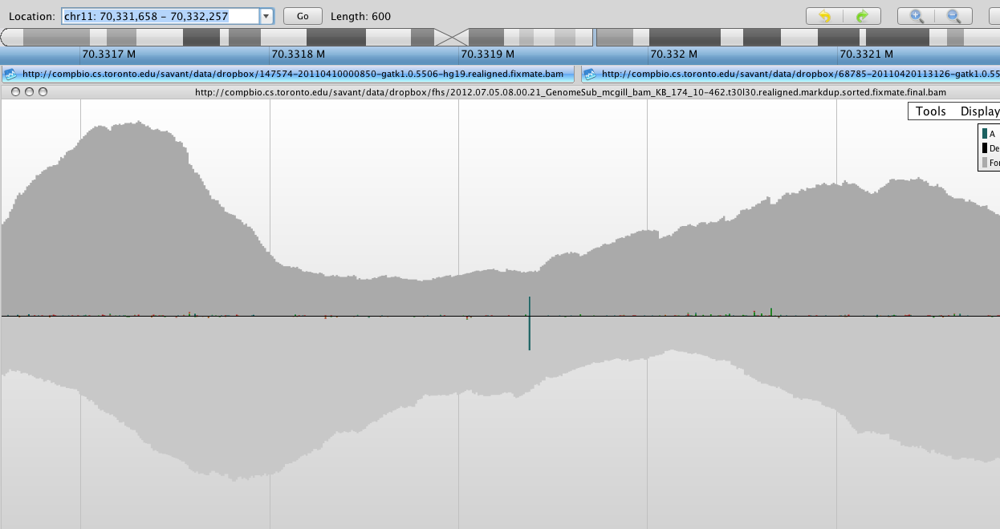 Location: chr11: 70,331,658 - 70,332,257 Go Length: 600
70.3317 M 70.3318 M 70.3319 M 70.332 M 70.3321 M
http://compbio.cs.toronto.edu/savant/data/dropbox/147574-20110410000850-gatk1.0.5506-hg19.realigned.fixmate.bam http://compbio.cs.toronto.edu/savant/data/dropbox/68785-20110420113126-gatk1.0.55
http://compbio.cs.toronto.edu/savant/data/dropbox/fhs/2012.07.05.08.00.21_GenomeSub_mcgill_bam_KB_174_10-462.t30l30.realigned.markdup.sorted.fixmate.final.bam
Tools Display
A
De
For